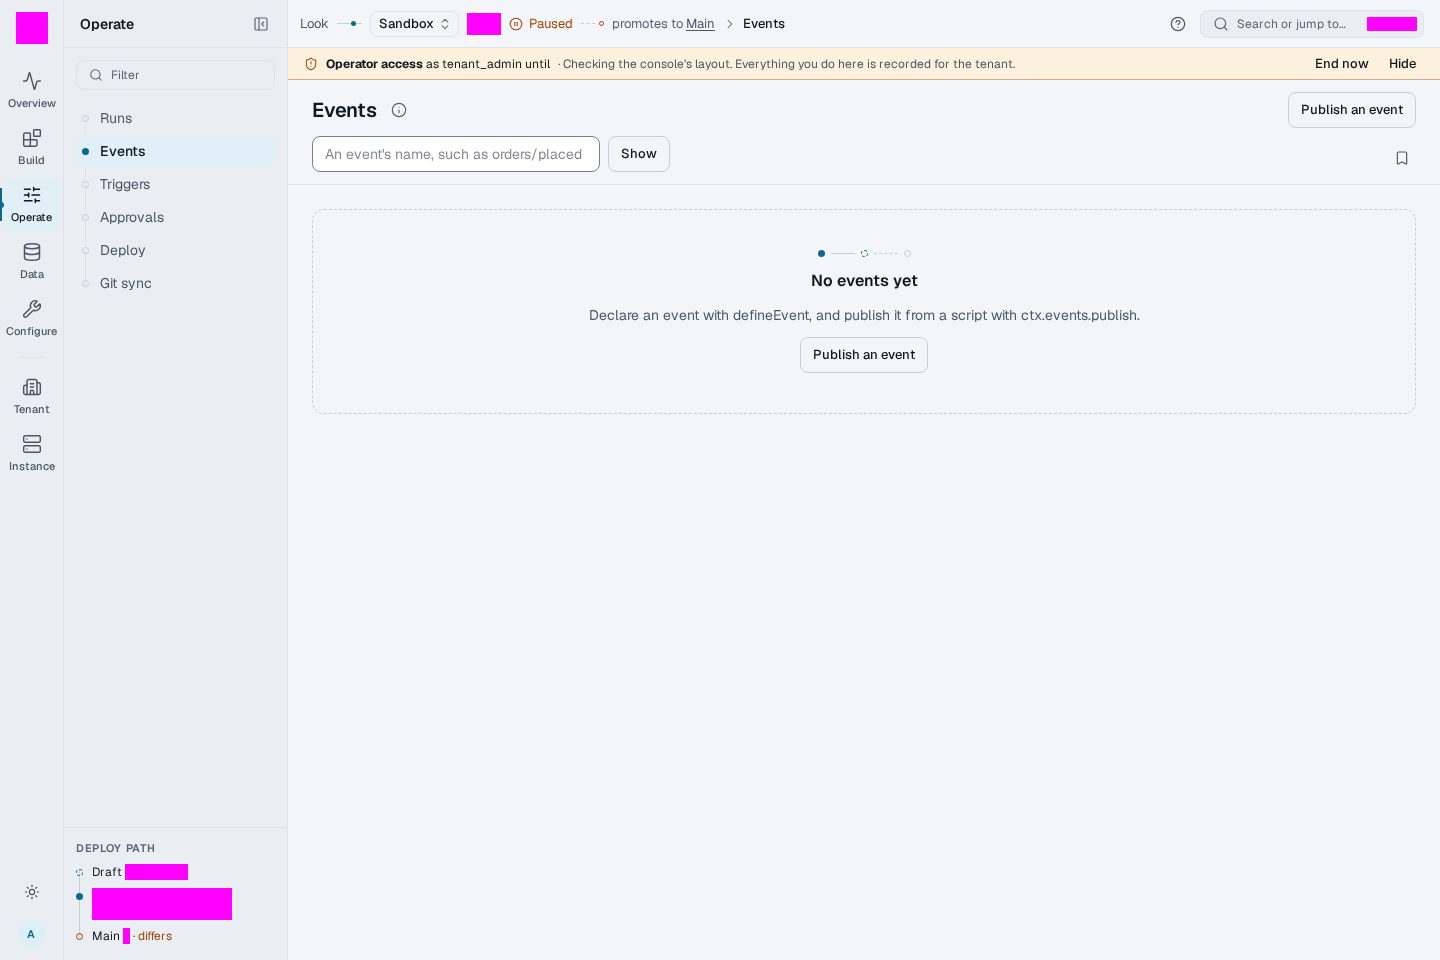 Operate
Look
Sandbox
Paused
promotes to Main
Events
Search or jump to...
Operator access as tenant_admin until · Checking the console's layout. Everything you do here is recorded for the tenant.
End now
Hide
Overview
Build
Operate
Data
Configure
Tenant
Instance
A
Filter
Runs
Events
Triggers
Approvals
Deploy
Git sync
DEPLOY PATH
Draft
Main · differs
Events
Publish an event
An event's name, such as orders/placed
Show
No events yet
Declare an event with defineEvent, and publish it from a script with ctx.events.publish.
Publish an event